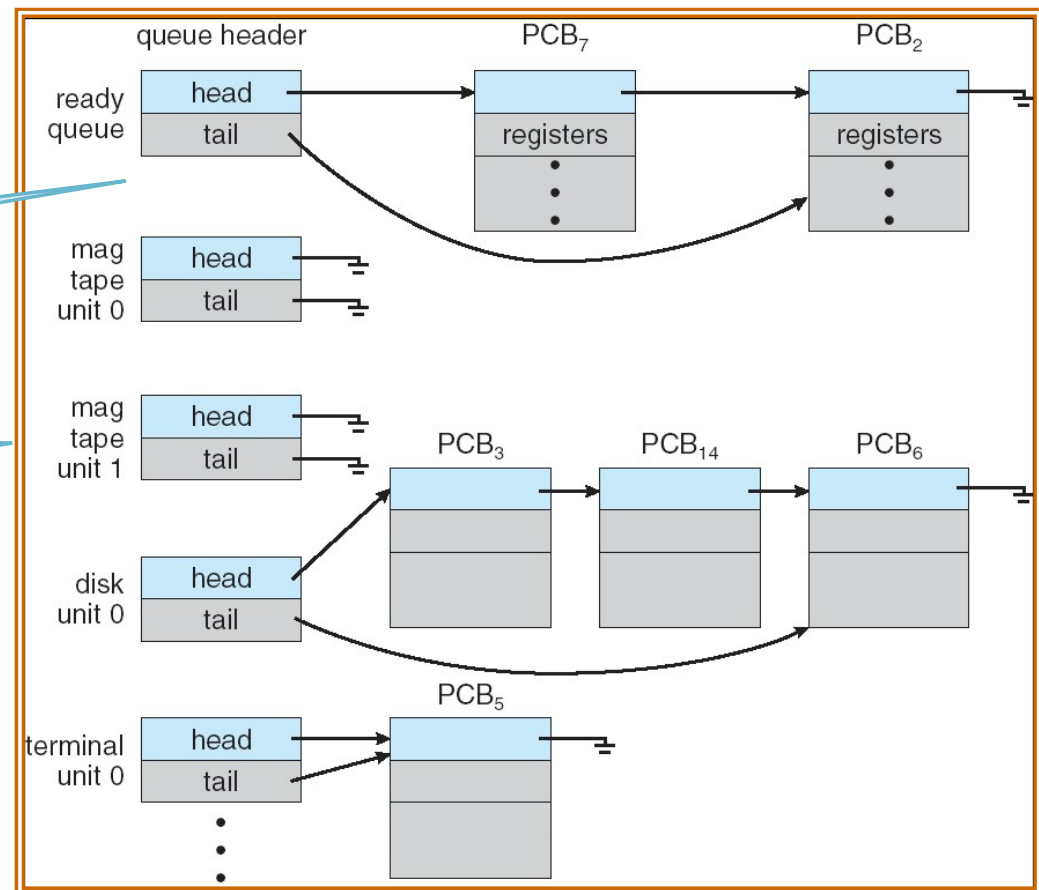 queue header
PCB₇
PCB₂
ready
queue
head
tail
registers
registers
mag
tape
unit 0
head
tail
mag
tape
unit 1
head
tail
PCB₃
PCB₁₄
PCB₆
disk
unit 0
head
tail
PCB₅
terminal
unit 0
head
tail